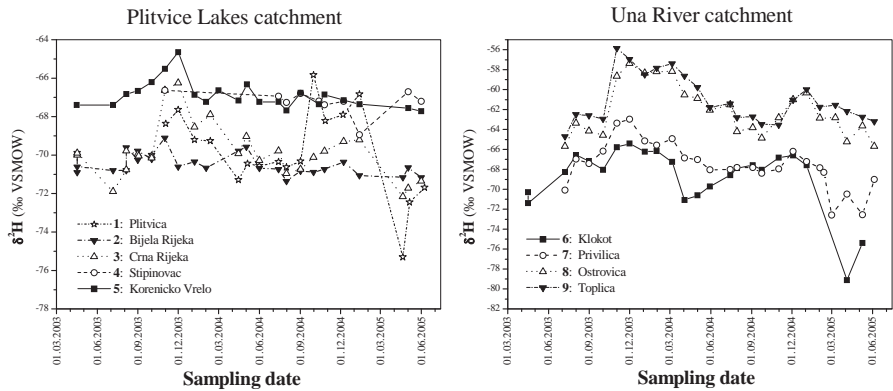 Plitvice Lakes catchment
-64
-66
-68
-70
-72
-74
-76
-78
δ²H (‰ VSMOW)
1: Plitvica
2: Bijela Rijeka
3: Crna Rijeka
4: Stipinovac
5: Korenicko Vrelo
01.03.2003
01.06.2003
01.09.2003
01.12.2003
01.03.2004
01.06.2004
01.09.2004
01.12.2004
01.03.2005
01.06.2005
Sampling date
Una River catchment
-56
-58
-60
-62
-64
-66
-68
-70
-72
-74
-76
-78
-80
-82
δ²H (‰ VSMOW)
6: Klokot
7: Privilica
8: Ostrovica
9: Toplica
01.03.2003
01.06.2003
01.09.2003
01.12.2003
01.03.2004
01.06.2004
01.09.2004
01.12.2004
01.03.2005
01.06.2005
Sampling date